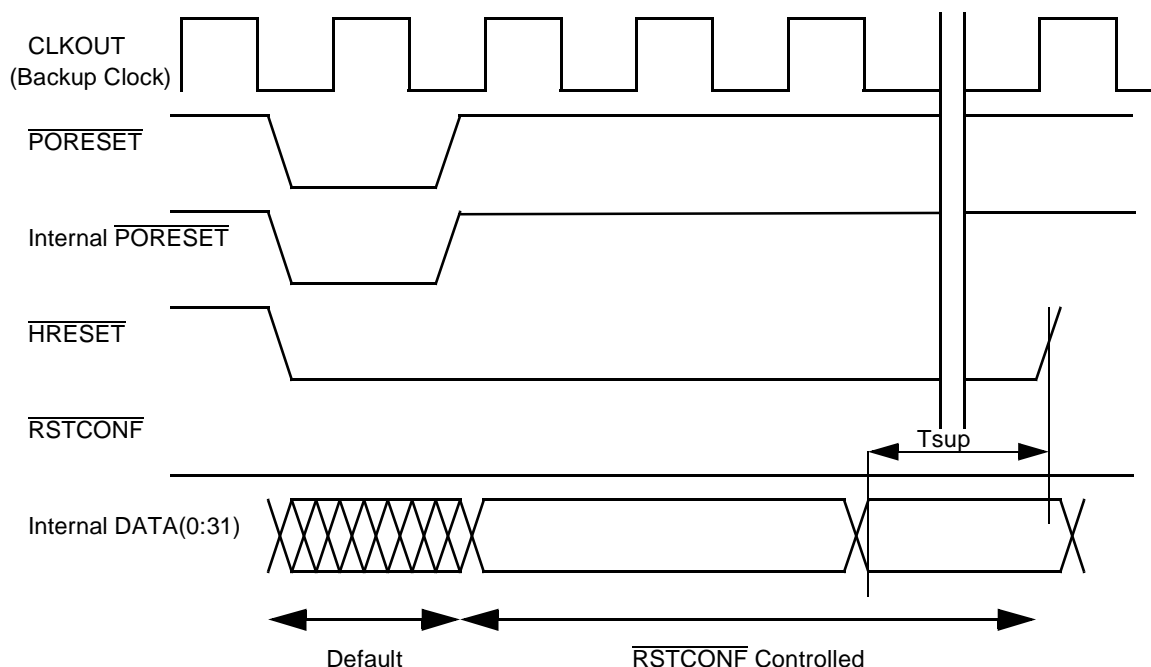 CLKOUT
(Backup Clock)
PORESET
Internal PORESET
HRESET
RSTCONF
Tsup
Internal DATA(0:31)
Default
RSTCONF Controlled